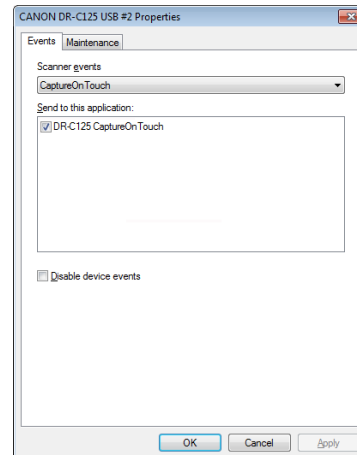 CANON DR-C125 USB #2 Properties
Events Maintenance
Scanner events
CaptureOnTouch
Send to this application:
DR-C125 CaptureOnTouch
Disable device events
OK Cancel Apply